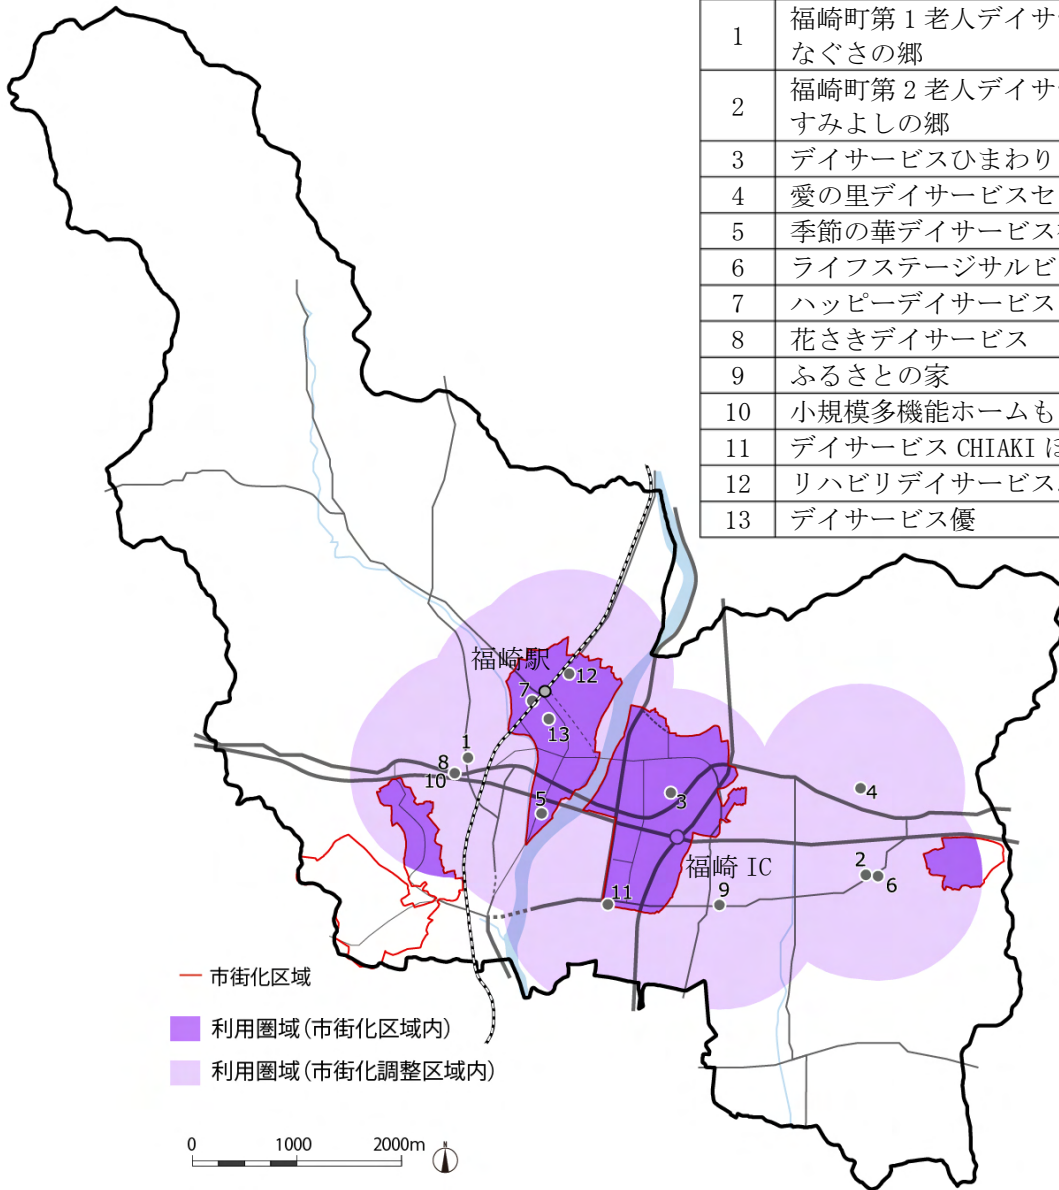 1 福崎町第1老人デイサ
なぐさの郷
2 福崎町第2老人デイサ
すみよしの郷
3 デイサービスひまわり
4 愛の里デイサービスセ
5 季節の華デイサービス
6 ライフステージサルビ
7 ハッピーデイサービス
8 花さきデイサービス
9 ふるさとの家
10 小規模多機能ホームも
11 デイサービス CHIAKI ほ
12 リハビリデイサービス
13 デイサービス優
福崎駅
12
7
13
1
8
10
5
3
4
福崎 IC
2
6
11
9
市街化区域
利用圏域(市街化区域内)
利用圏域(市街化調整区域内)
0 1000 2000m
N